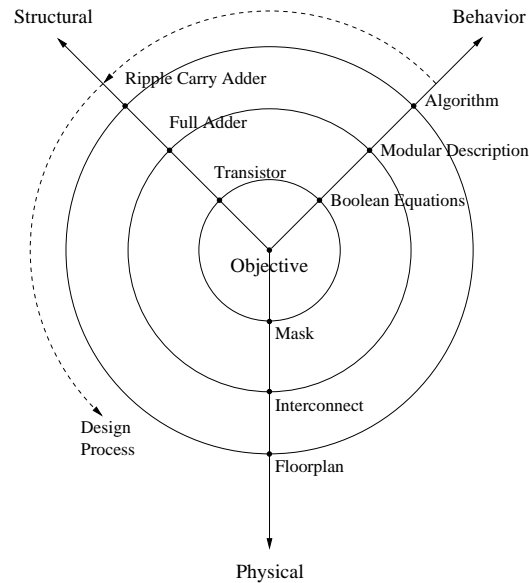 Structural
Behavior
Ripple Carry Adder
Algorithm
Full Adder
Modular Description
Transistor
Boolean Equations
Objective
Mask
Interconnect
Design
Process
Floorplan
Physical